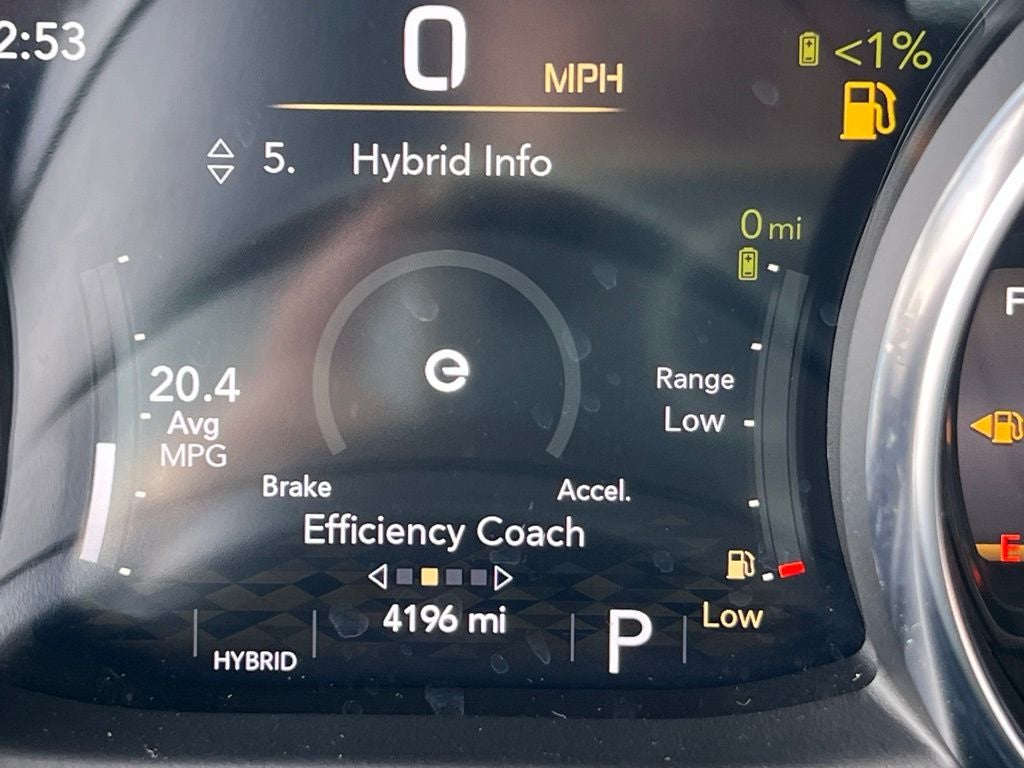 2:53
0 MPH
<1%
5. Hybrid Info
0 mi
20.4
Avg
MPG
e
Range
Low
F
Brake
Accel.
Efficiency Coach
E
4196 mi
Low
HYBRID
P